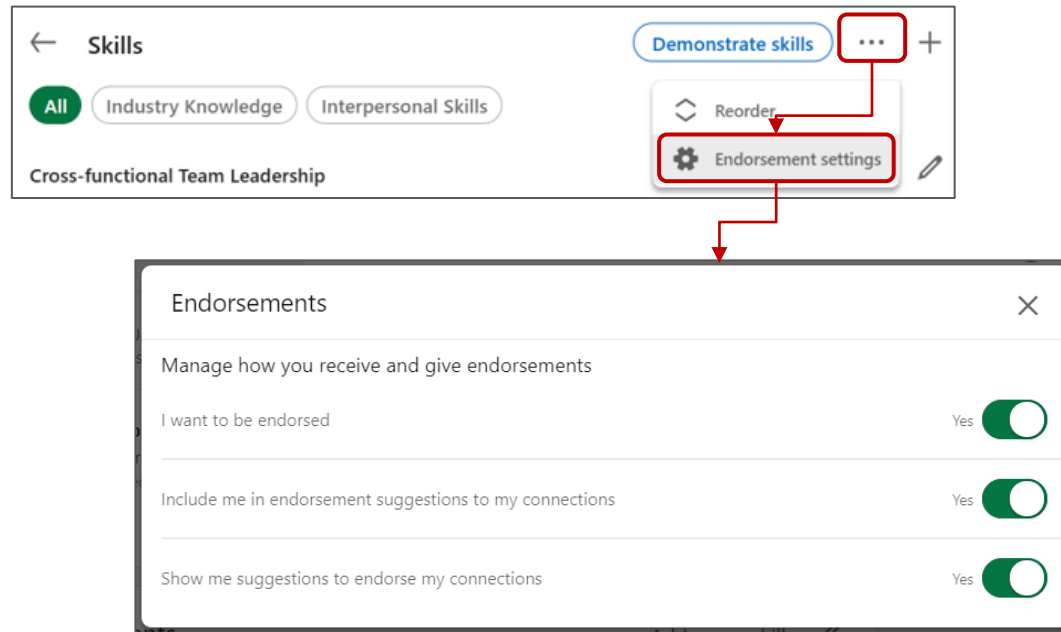 Skills
Demonstrate skills
All
Industry Knowledge
Interpersonal Skills
Reorder
Endorsement settings
Cross-functional Team Leadership
Endorsements
Manage how you receive and give endorsements
I want to be endorsed
Yes
Include me in endorsement suggestions to my connections
Yes
Show me suggestions to endorse my connections
Yes